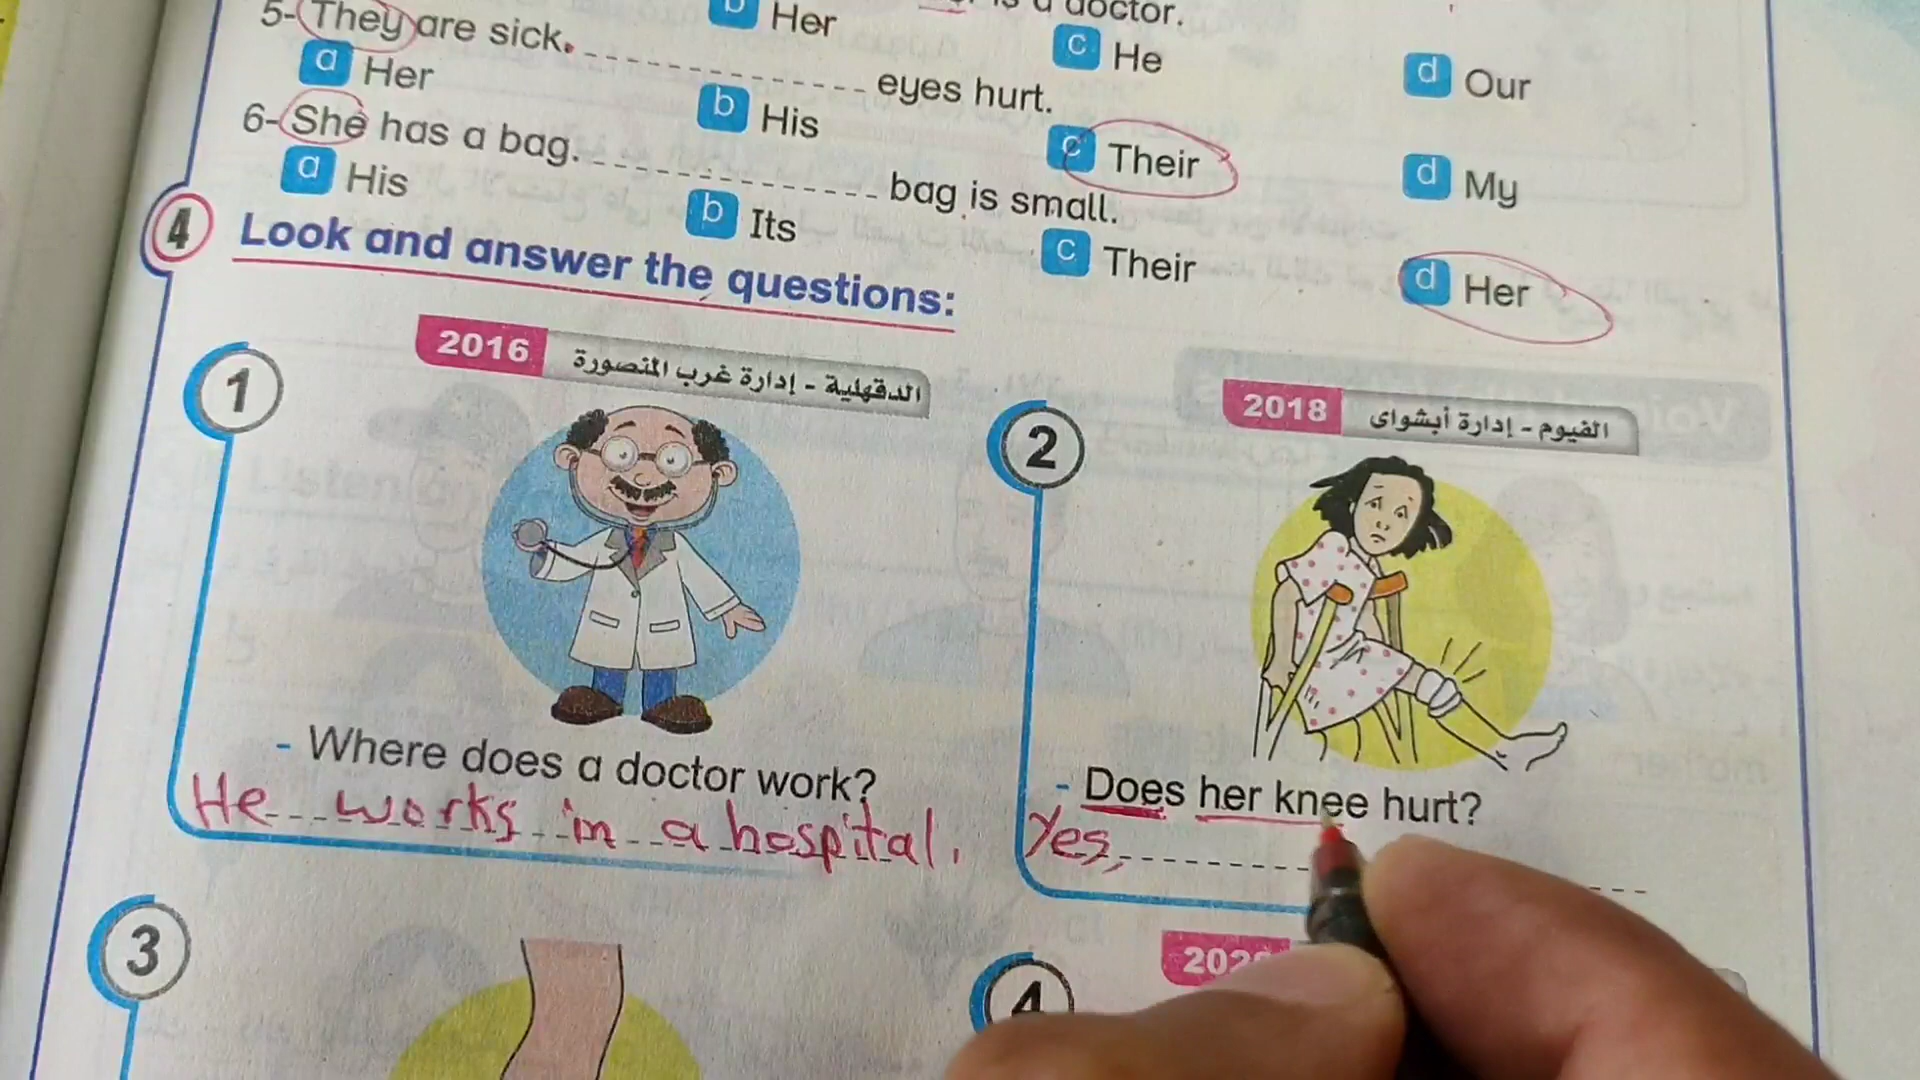 is a doctor.
b Her
c He
d Our
5- They are sick. ------------ eyes hurt.
a Her
b His
c Their
d My
6- She has a bag. ------------ bag is small.
a His
b Its
c Their
d Her
4 Look and answer the questions:
1
2016 الدقهلية - إدارة غرب المنصورة
- Where does a doctor work?
He works in a hospital.
2
2018 الفيوم - إدارة أبشواى
- Does her knee hurt?
Yes,
3
4